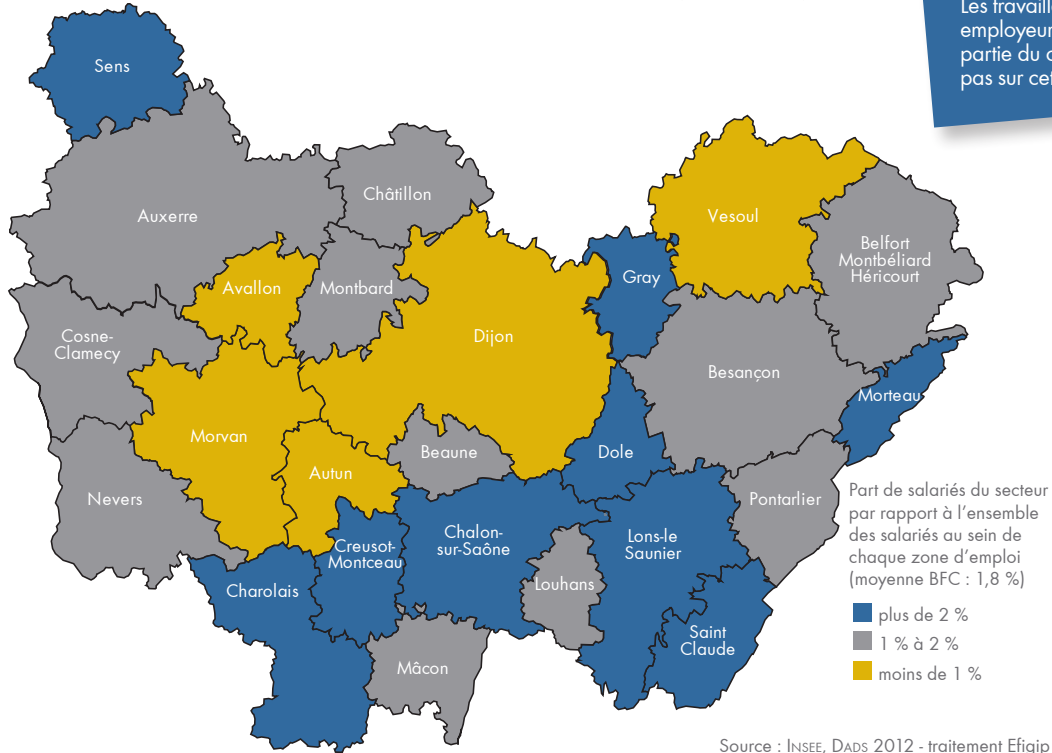 Les travaille
employeur
partie du
pas sur cet
Sens
Auxerre
Châtillon
Vesoul
Belfort
Montbéliard
Héricourt
Gray
Avallon
Montbard
Cosne-
Clamecy
Dijon
Besançon
Morteau
Morvan
Beaune
Dole
Autun
Nevers
Pontarlier
Chalon-
sur-Saône
Lons-le
Saunier
Creusot-
Montceau
Charolais
Louhans
Saint
Claude
Mâcon
Part de salariés du secteur
par rapport à l'ensemble
des salariés au sein de
chaque zone d'emploi
(moyenne BFC : 1,8 %)
plus de 2 %
1 % à 2 %
moins de 1 %
Source : INSEE, DADS 2012 - traitement Efigip